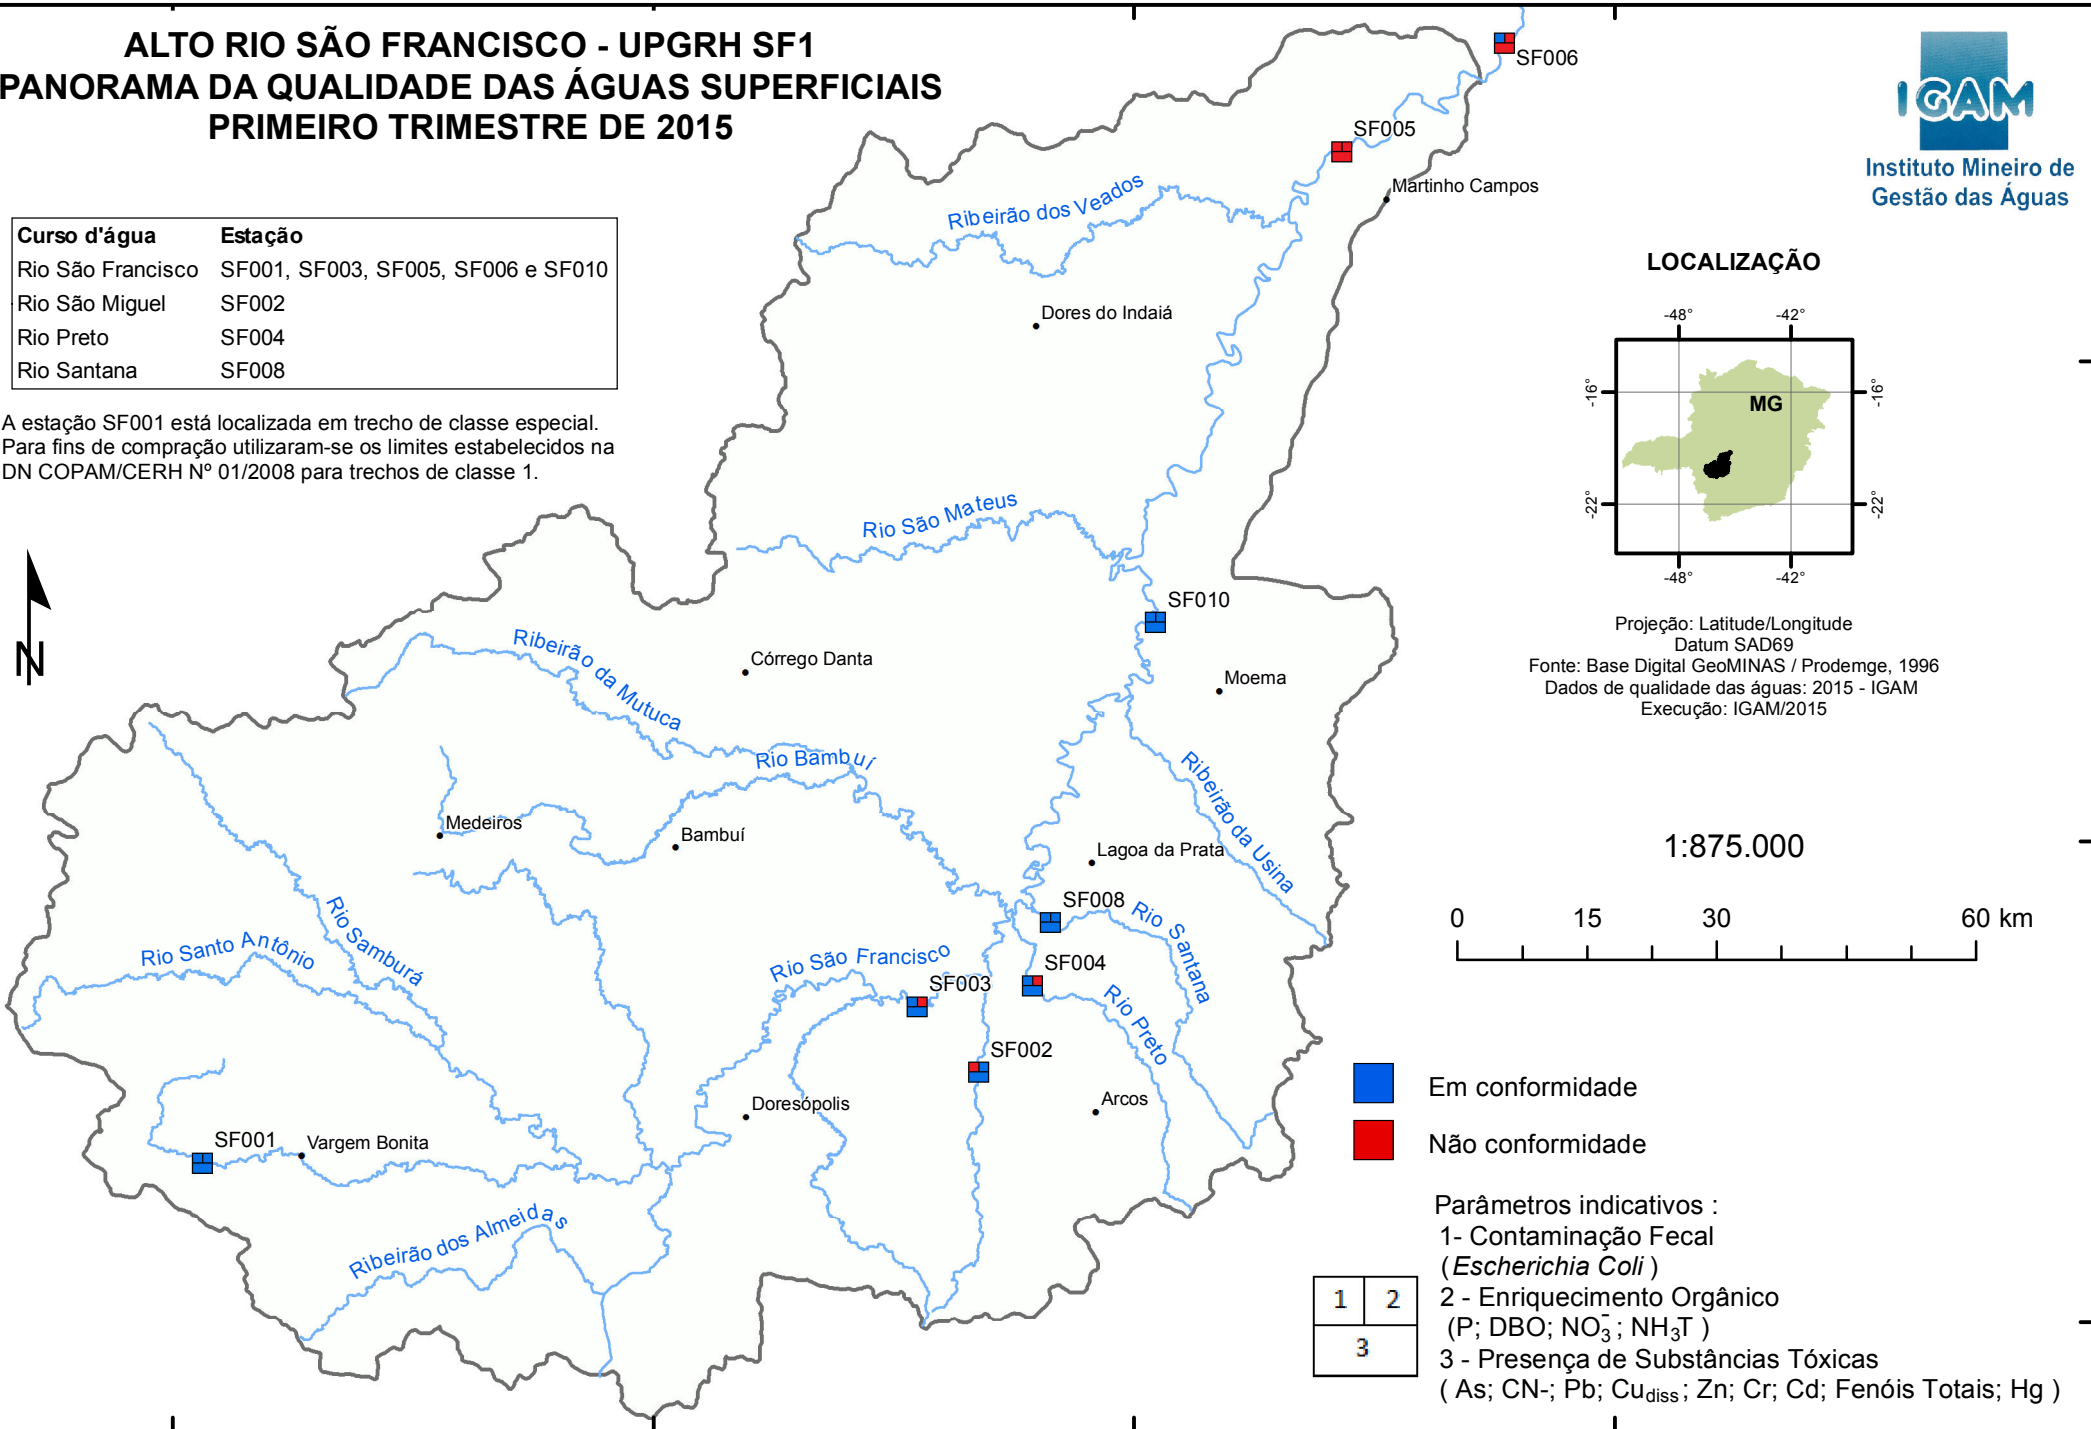 ALTO RIO SÃO FRANCISCO - UPGRH SF1
PANORAMA DA QUALIDADE DAS ÁGUAS SUPERFICIAIS
PRIMEIRO TRIMESTRE DE 2015
Curso d'água Estação
Rio São Francisco SF001, SF003, SF005, SF006 e SF010
Rio São Miguel SF002
Rio Preto SF004
Rio Santana SF008
A estação SF001 está localizada em trecho de classe especial.
Para fins de compração utilizaram-se os limites estabelecidos na
DN COPAM/CERH Nº 01/2008 para trechos de classe 1.
N
SF006
SF005
Martinho Campos
Ribeirão dos Veados
Dores do Indaiá
Rio São Mateus
SF010
Ribeirão da Mutuca
Córrego Danta
Moema
Rio Bambuí
Ribeirão da Usina
Medeiros
Bambuí
Lagoa da Prata
SF008
Rio Santana
Rio Samburá
Rio Santo Antônio
Rio São Francisco
SF004
SF003
Rio Preto
SF002
Doresópolis
Arcos
SF001
Vargem Bonita
Ribeirão dos Almeidas
IGAM
Instituto Mineiro de
Gestão das Águas
LOCALIZAÇÃO
-48° -42°
-16° -16°
MG
-22° -22°
-48° -42°
Projeção: Latitude/Longitude
Datum SAD69
Fonte: Base Digital GeoMINAS / Prodemge, 1996
Dados de qualidade das águas: 2015 - IGAM
Execução: IGAM/2015
1:875.000
0 15 30 60 km
Em conformidade
Não conformidade
Parâmetros indicativos :
1- Contaminação Fecal
(Escherichia Coli )
2 - Enriquecimento Orgânico
(P; DBO; NO₃⁻; NH₃T )
3 - Presença de Substâncias Tóxicas
( As; CN-; Pb; Cudiss; Zn; Cr; Cd; Fenóis Totais; Hg )
1 2
3